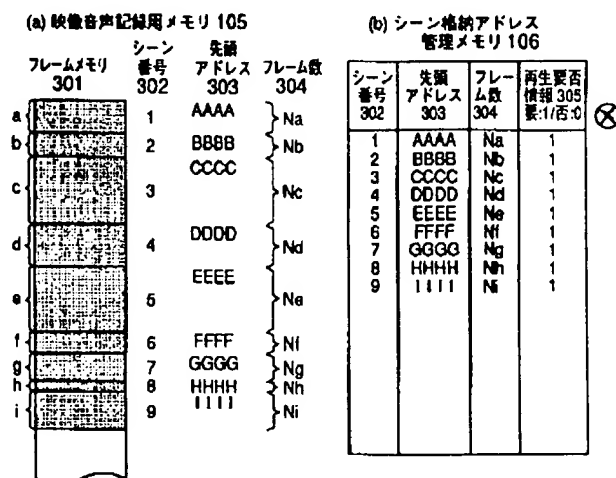 (a) 映像音声記録用メモリ 105
フレームメモリ
301
シーン
番号
302
先頭
アドレス
303
フレーム数
304
a 1 AAAA Na
b 2 BBBB Nb
c 3 CCCC Nc
d 4 DDDD Nd
e 5 EEEE Ne
f 6 FFFF Nf
g 7 GGGG Ng
h 8 HHHH Nh
i 9 IIII Ni
(b) シーン格納アドレス
管理メモリ 106
シーン
番号
302
先頭
アドレス
303
フレー
ム数
304
再生要否
情報 305
要:1/否:0
1 AAAA Na 1
2 BBBB Nb 1
3 CCCC Nc 1
4 DDDD Nd 1
5 EEEE Ne 1
6 FFFF Nf 1
7 GGGG Ng 1
8 HHHH Nh 1
9 IIII Ni 1